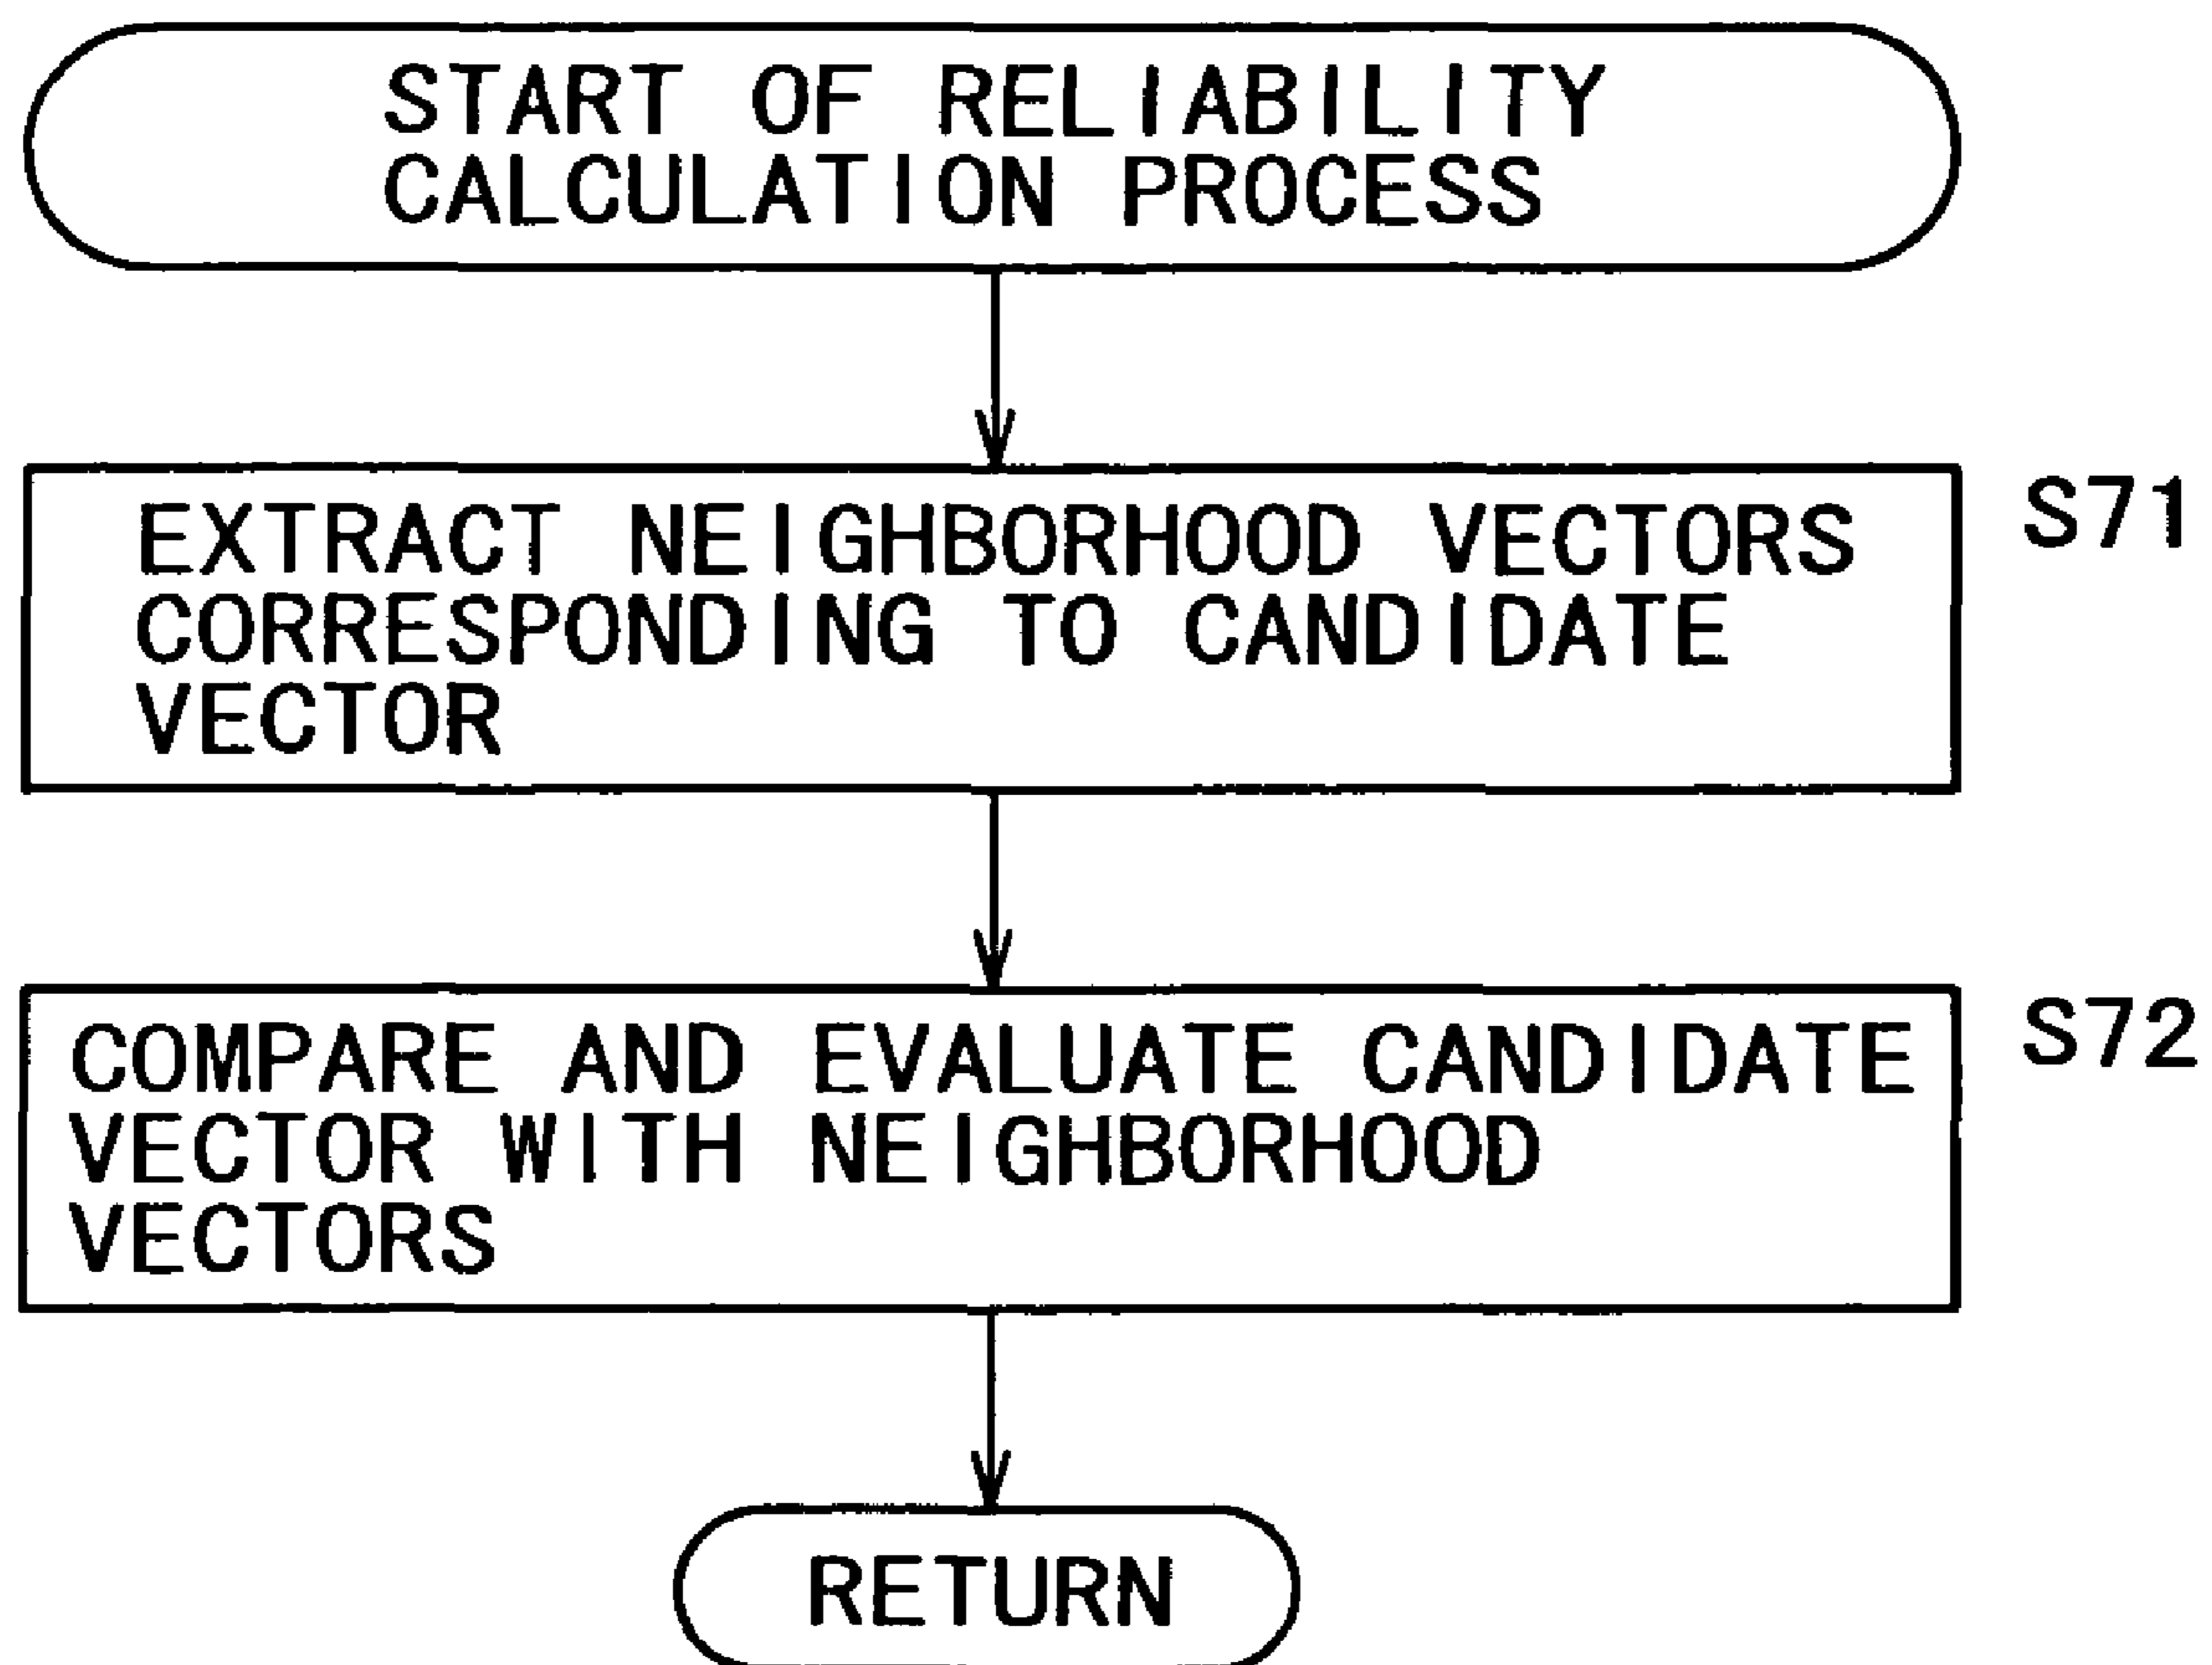 START OF RELIABILITY
CALCULATION PROCESS
EXTRACT NEIGHBORHOOD VECTORS
CORRESPONDING TO CANDIDATE
VECTOR
S71
COMPARE AND EVALUATE CANDIDATE
VECTOR WITH NEIGHBORHOOD
VECTORS
S72
RETURN